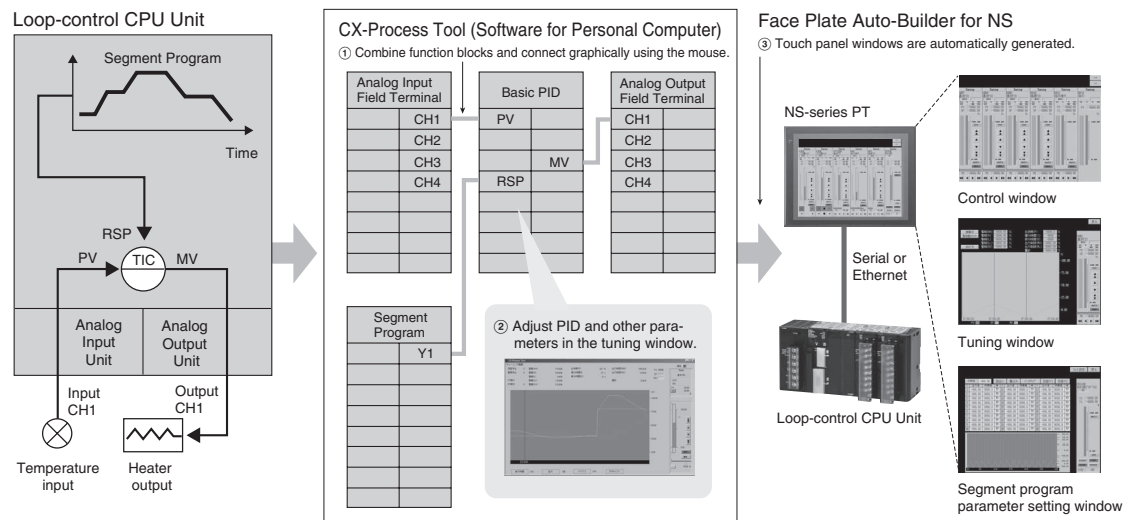 Loop-control CPU Unit
Segment Program
Time
RSP
PV
TIC
MV
Analog
Input
Unit
Analog
Output
Unit
Input
CH1
Output
CH1
Temperature
input
Heater
output
CX-Process Tool (Software for Personal Computer)
① Combine function blocks and connect graphically using the mouse.
Analog Input
Field Terminal
CH1
CH2
CH3
CH4
Basic PID
PV
MV
RSP
Analog Output
Field Terminal
CH1
CH2
CH3
CH4
Segment
Program
Y1
② Adjust PID and other para-
meters in the tuning window.
Face Plate Auto-Builder for NS
③ Touch panel windows are automatically generated.
NS-series PT
Serial or
Ethernet
Loop-control CPU Unit
Control window
Tuning window
Segment program
parameter setting window